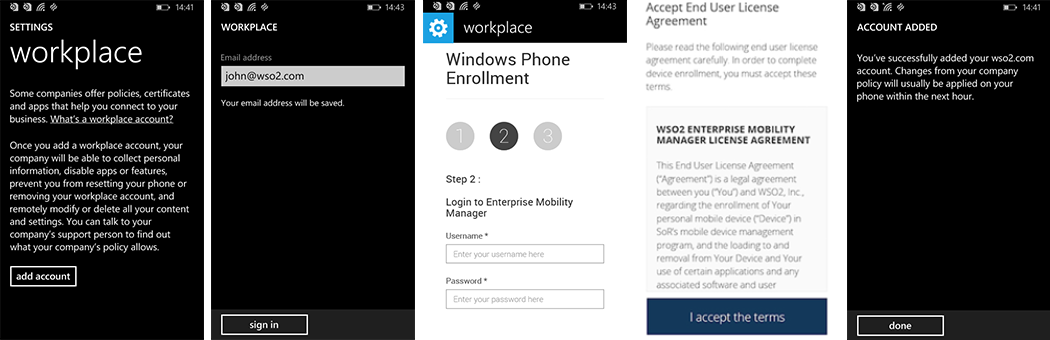 14:41
SETTINGS
workplace
Some companies offer policies, certificates
and apps that help you connect to your
business. What's a workplace account?
Once you add a workplace account, your
company will be able to collect personal
information, disable apps or features,
prevent you from resetting your phone or
removing your workplace account, and
remotely modify or delete all your content
and settings. You can talk to your
company's support person to find out
what your company's policy allows.
add account
14:43
WORKPLACE
Email address
john@wso2.com
Your email address will be saved.
sign in
14:43
workplace
Windows Phone
Enrollment
1 2 3
Step 2 :
Login to Enterprise Mobility
Manager
Username *
Enter your username here
Password *
Enter your password here
Accept End User License
Agreement
Please read the following end user license
agreement carefully. In order to complete
device enrollment, you must accept these
terms.
WSO2 ENTERPRISE MOBILITY
MANAGER LICENSE AGREEMENT
This End User License Agreement
("Agreement") is a legal agreement
between you ("You") and WSO2, Inc.,
regarding the enrollment of Your
personal mobile device ("Device") in
SoR's mobile device management
program, and the loading to and
removal from Your Device and Your
use of certain applications and any
associated software and user
I accept the terms
14:41
ACCOUNT ADDED
You've successfully added your wso2.com
account. Changes from your company
policy will usually be applied on your
phone within the next hour.
done